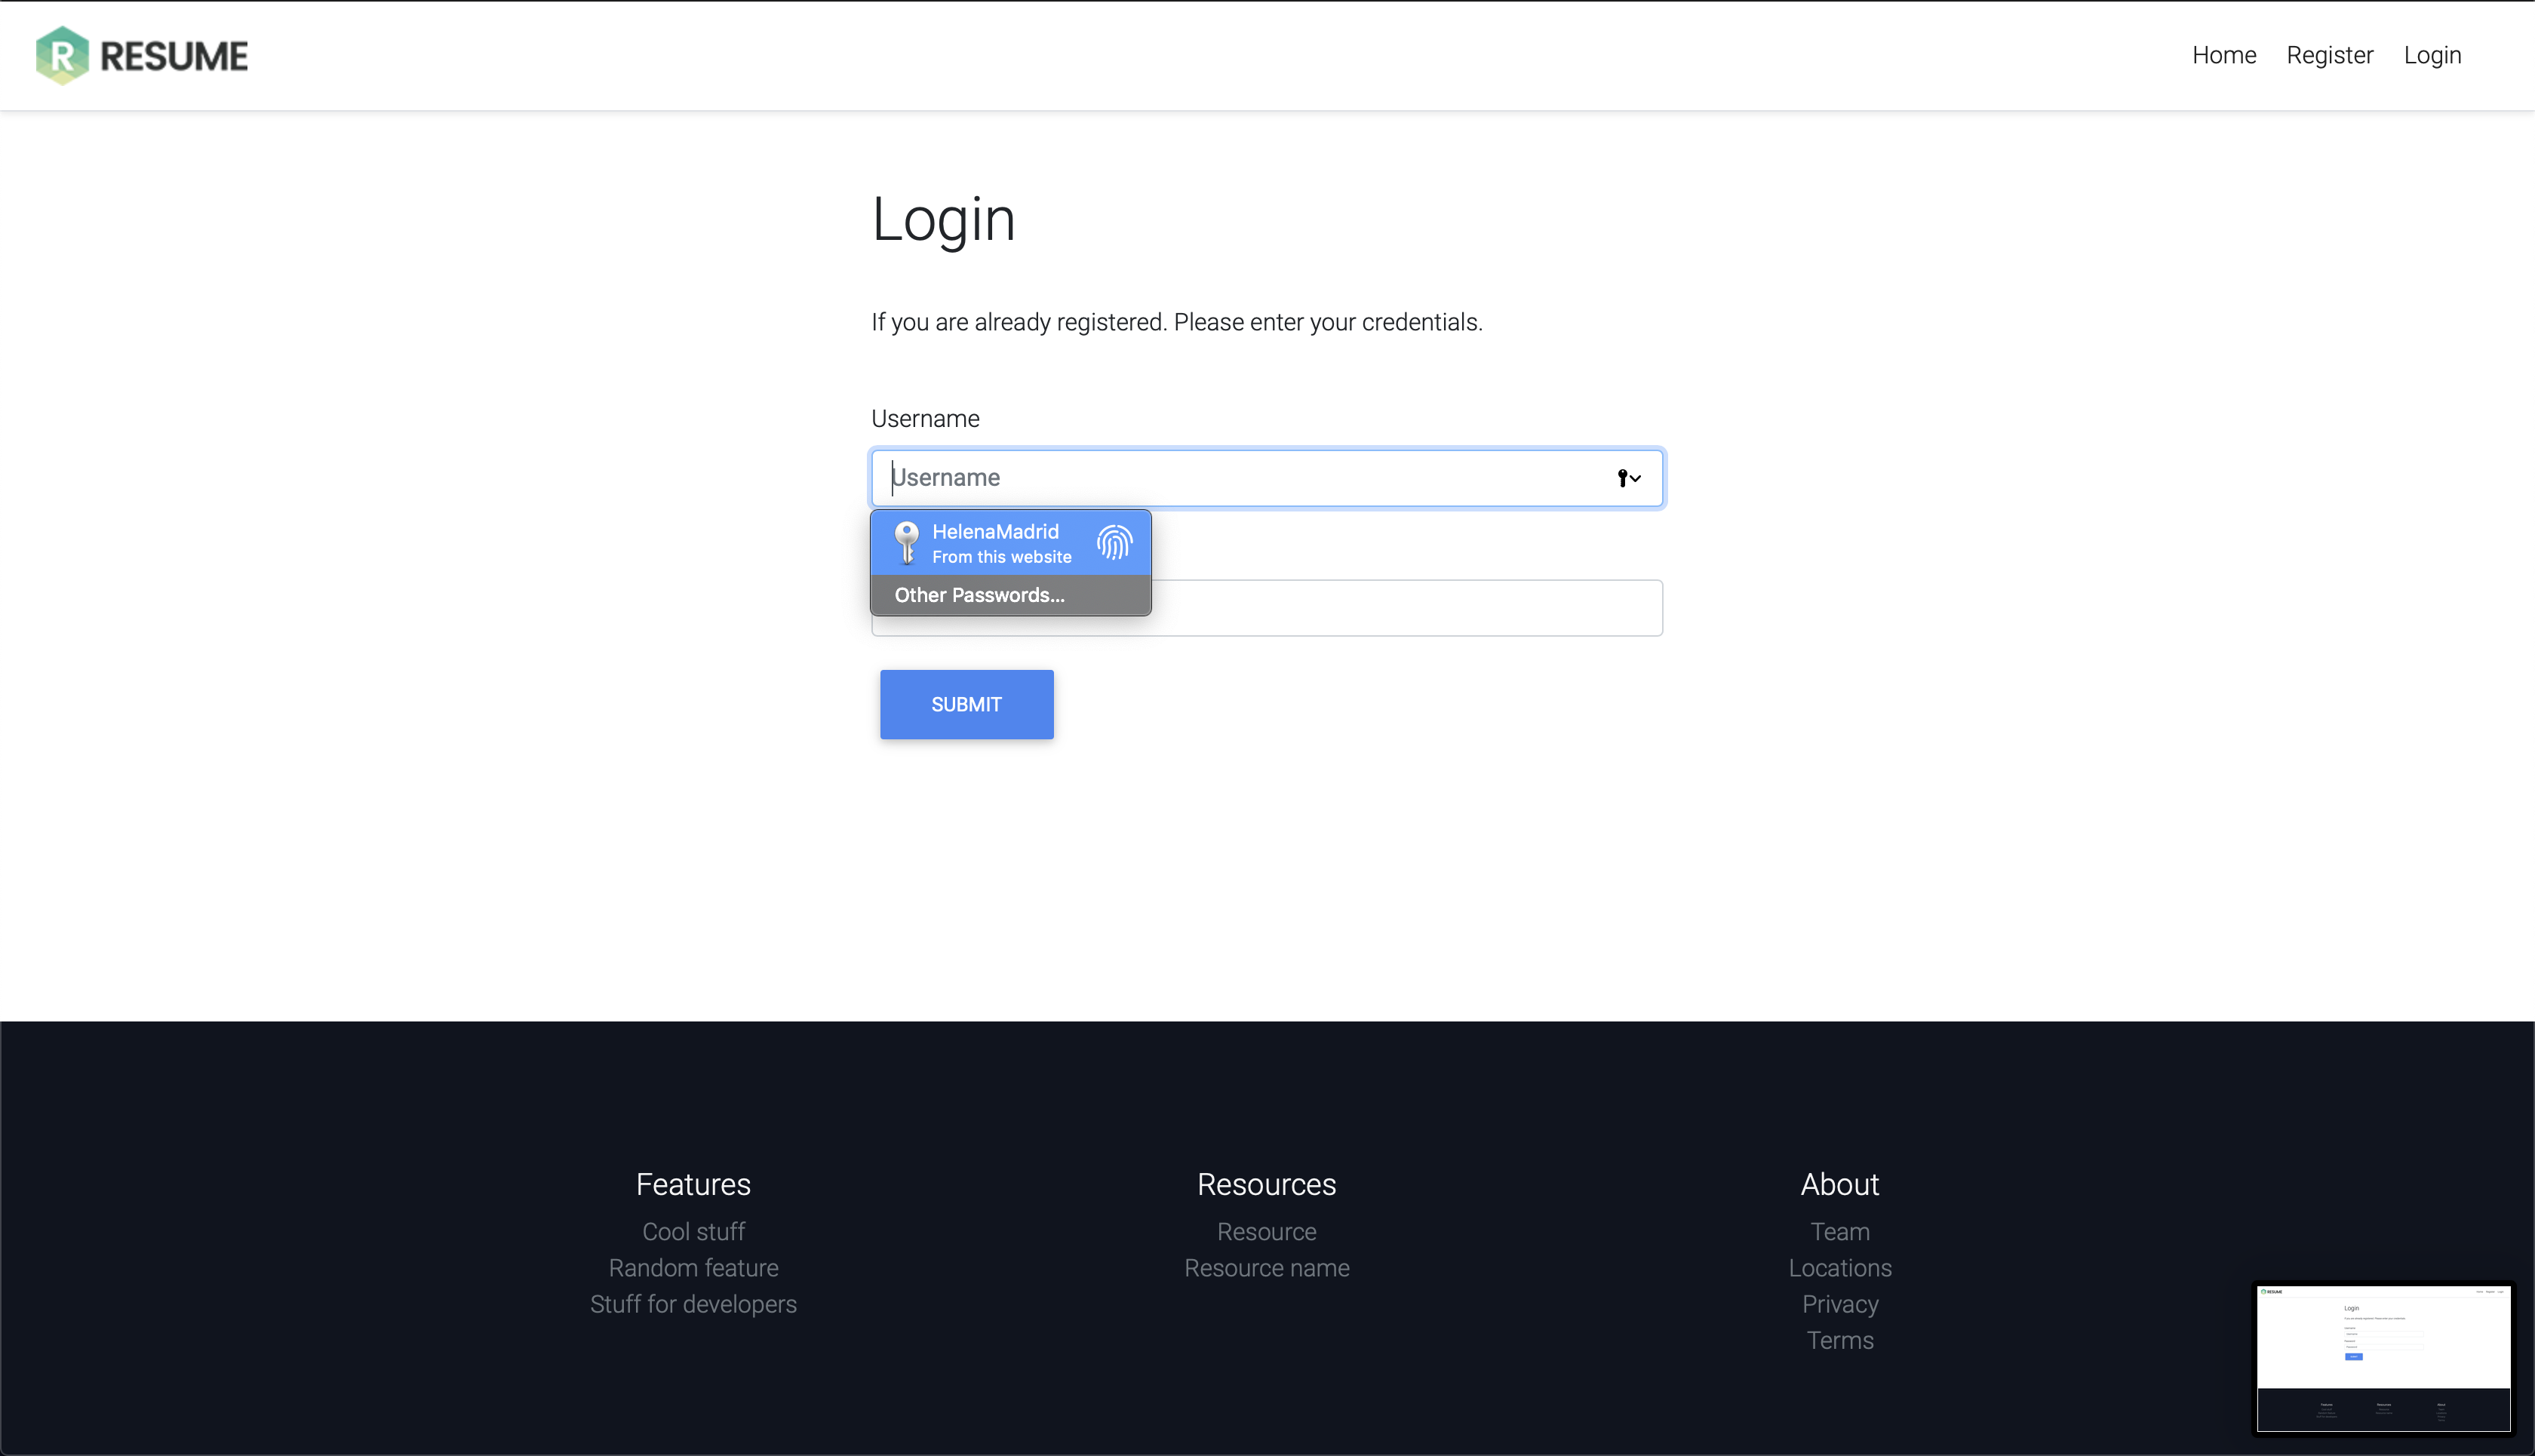 R RESUME
Home Register Login
Login
If you are already registered. Please enter your credentials.
Username
Username
HelenaMadrid
From this website
Other Passwords...
SUBMIT
Features
Cool stuff
Random feature
Stuff for developers
Resources
Resource
Resource name
About
Team
Locations
Privacy
Terms
RESUME
Login